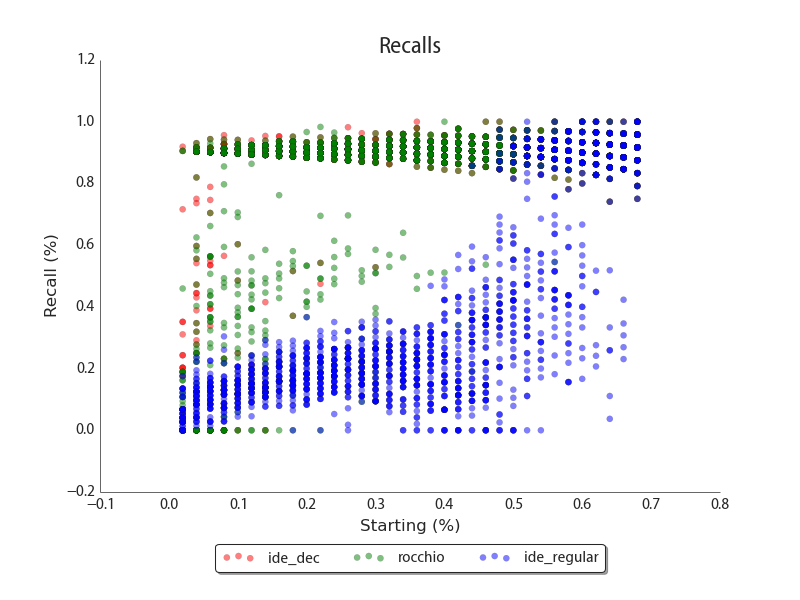 Recalls
1.2
1.0
0.8
0.6
0.4
0.2
0.0
−0.2
Recall (%)
−0.1 0.0 0.1 0.2 0.3 0.4 0.5 0.6 0.7 0.8
Starting (%)
ide_dec rocchio ide_regular